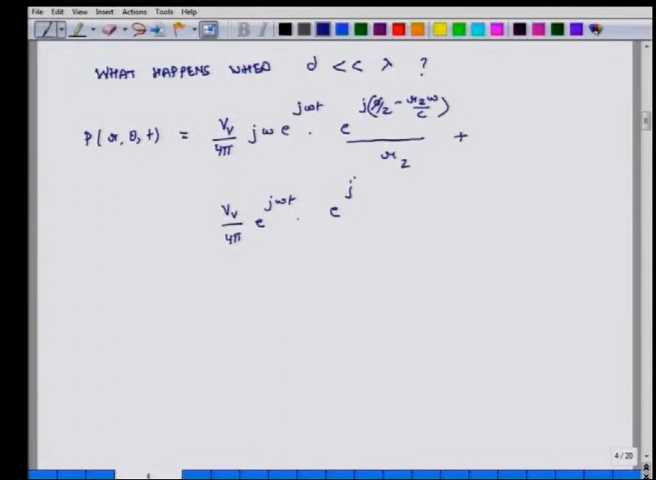 File Edit View Insert Actions Tools Help
WHAT HAPPENS WHEN d << λ ?
P(r, θ, t) = Vv/4π jω e^{jωt} · e^{j(φ/2 - r₂ω/c)}/r₂ +
Vv/4π e^{jωt} · e^{j
4 / 20